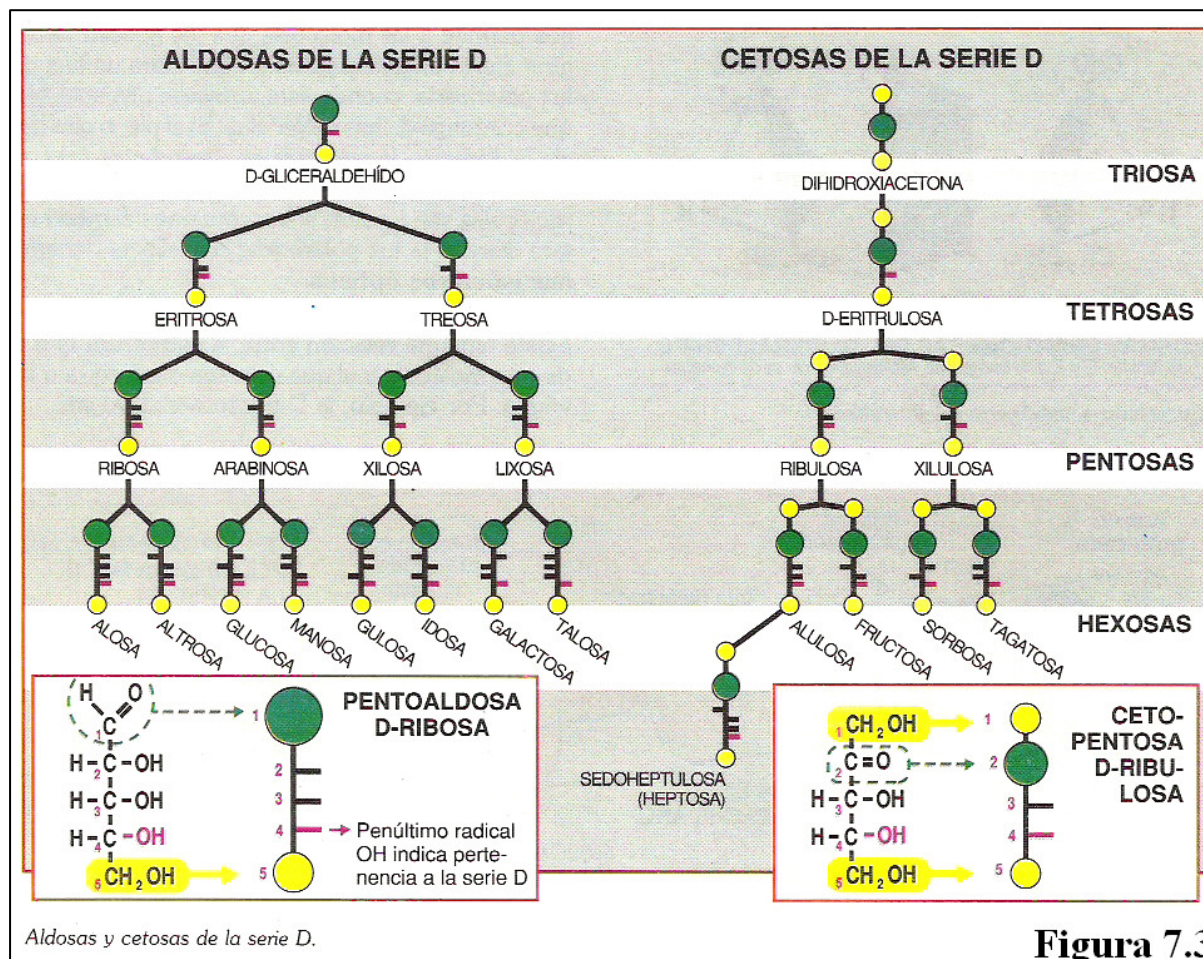 ALDOSAS DE LA SERIE D
CETOSAS DE LA SERIE D
D-GLICERALDEHÍDO
DIHIDROXIACETONA
TRIOSA
ERITROSA
TREOSA
D-ERITRULOSA
TETROSAS
RIBOSA
ARABINOSA
XILOSA
LIXOSA
RIBULOSA
XILULOSA
PENTOSAS
ALOSA
ALTROSA
GLUCOSA
MANOSA
GULOSA
IDOSA
GALACTOSA
TALOSA
ALULOSA
FRUCTOSA
SORBOSA
TAGATOSA
HEXOSAS
SEDOHEPTULOSA
(HEPTOSA)
PENTOALDOSA
D-RIBOSA
H O
C
1
H-C-OH
2
H-C-OH
3
H-C-OH
4
CH2OH
5
1
2
3
4
5
Penúltimo radical
OH indica perte-
nencia a la serie D
CETO-
PENTOSA
D-RIBU-
LOSA
CH2OH
1
C=O
2
H-C-OH
3
H-C-OH
4
CH2OH
5
1
2
3
4
5
Aldosas y cetosas de la serie D.
Figura 7.3